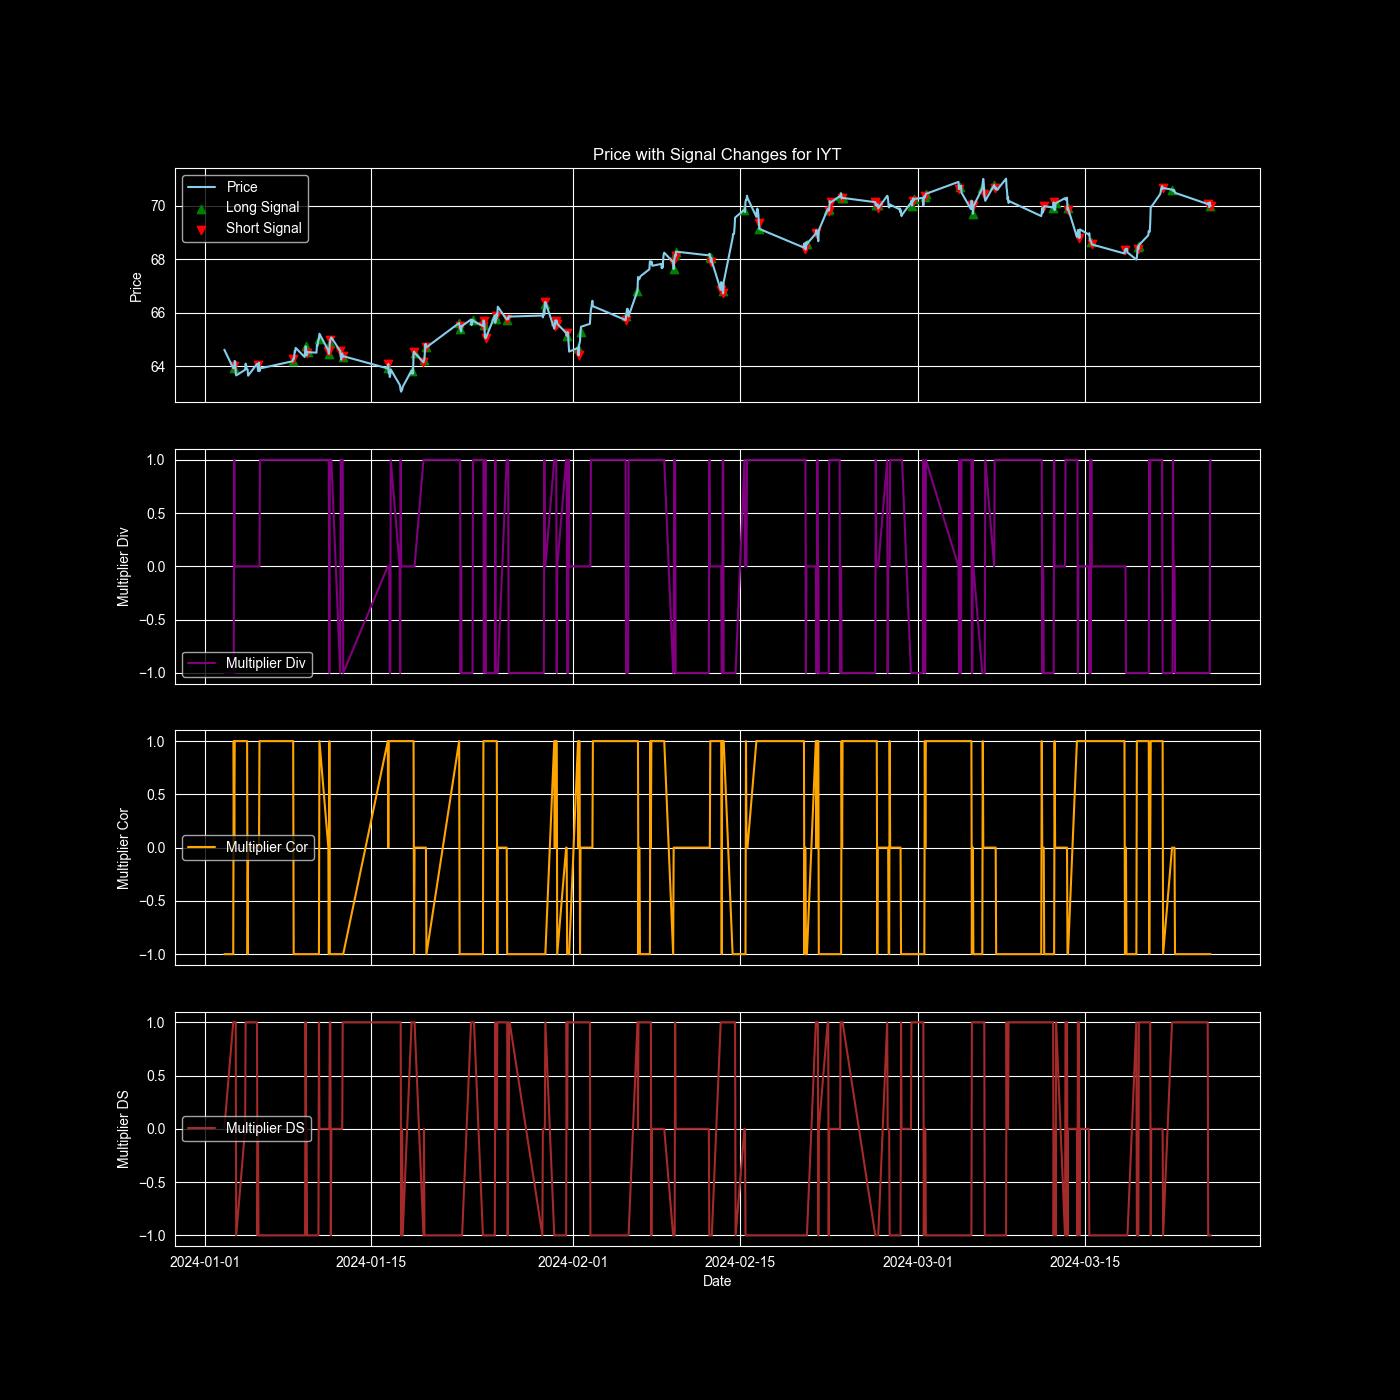 Price with Signal Changes for IYT
Price
Long Signal
Short Signal
70
68
66
64
Price
1.0
0.5
0.0
−0.5
−1.0
Multiplier Div
Multiplier Div
1.0
0.5
0.0
−0.5
−1.0
Multiplier Cor
Multiplier Cor
1.0
0.5
0.0
−0.5
−1.0
Multiplier DS
Multiplier DS
2024-01-01 2024-01-15 2024-02-01 2024-02-15 2024-03-01 2024-03-15
Date